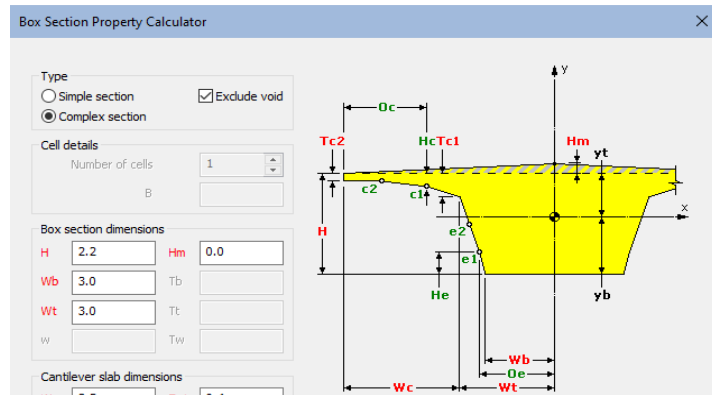 Box Section Property Calculator
Type
Simple section
Exclude void
Complex section
Cell details
Number of cells 1
B
Box section dimensions
H 2.2 Hm 0.0
Wb 3.0 Tb
Wt 3.0 Tt
w Tw
Cantilever slab dimensions
y
Oc
Tc2 Hc Tc1 Hm yt
c2 c1
x
H e2
e1
He yb
Wb
Oe
Wc Wt